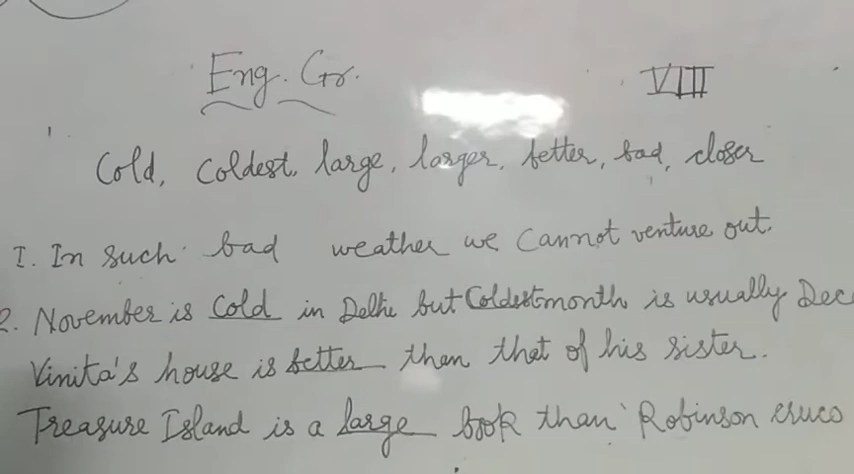 Eng. Gr. VIII
Cold, Coldest, large, larger, better, bad, closer
I. In such bad weather we cannot venture out.
2. November is cold in Delhi but Coldest month is usually Dec
Vinita's house is better than that of his sister.
Treasure Island is a large book than Robinson cruco